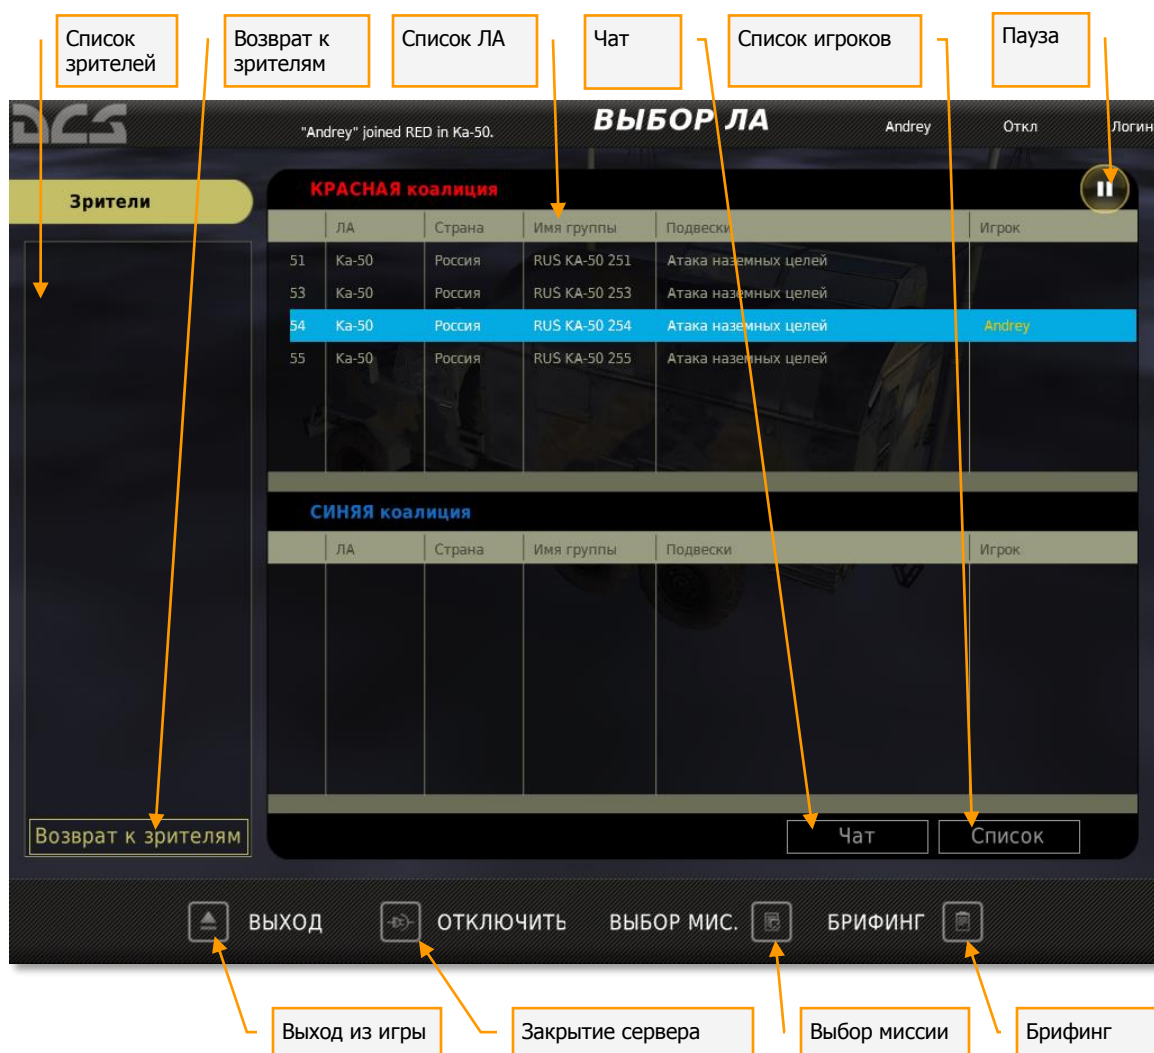 Список
зрителей
Возврат к
зрителям
Список ЛА
Чат
Список игроков
Пауза
DCS
"Andrey" joined RED in Ka-50.
ВЫБОР ЛА
Andrey
Откл
Логин
Зрители
КРАСНАЯ коалиция
ЛА Страна Имя группы Подвески Игрок
51 Ка-50 Россия RUS KA-50 251 Атака наземных целей
53 Ка-50 Россия RUS KA-50 253 Атака наземных целей
54 Ка-50 Россия RUS KA-50 254 Атака наземных целей Andrey
55 Ка-50 Россия RUS KA-50 255 Атака наземных целей
СИНЯЯ коалиция
ЛА Страна Имя группы Подвески Игрок
Возврат к зрителям
Чат
Список
ВЫХОД
ОТКЛЮЧИТЬ
ВЫБОР МИС.
БРИФИНГ
Выход из игры
Закрытие сервера
Выбор миссии
Брифинг